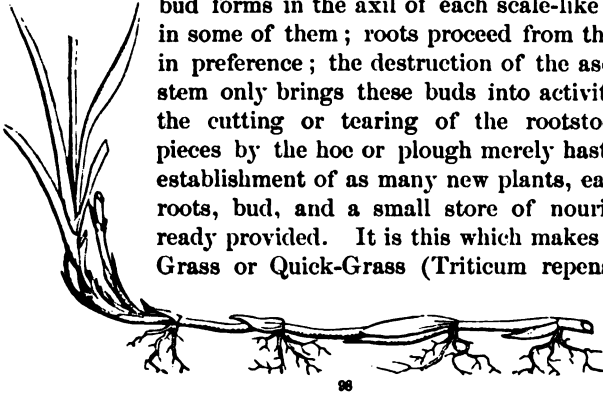 bud forms in the axil of each scale-like
in some of them ; roots proceed from th
in preference ; the destruction of the as
stem only brings these buds into activit
the cutting or tearing of the rootsto
pieces by the hoe or plough merely hast
establishment of as many new plants, ea
roots, bud, and a small store of nouri
ready provided. It is this which makes
Grass or Quick-Grass (Triticum repens
98